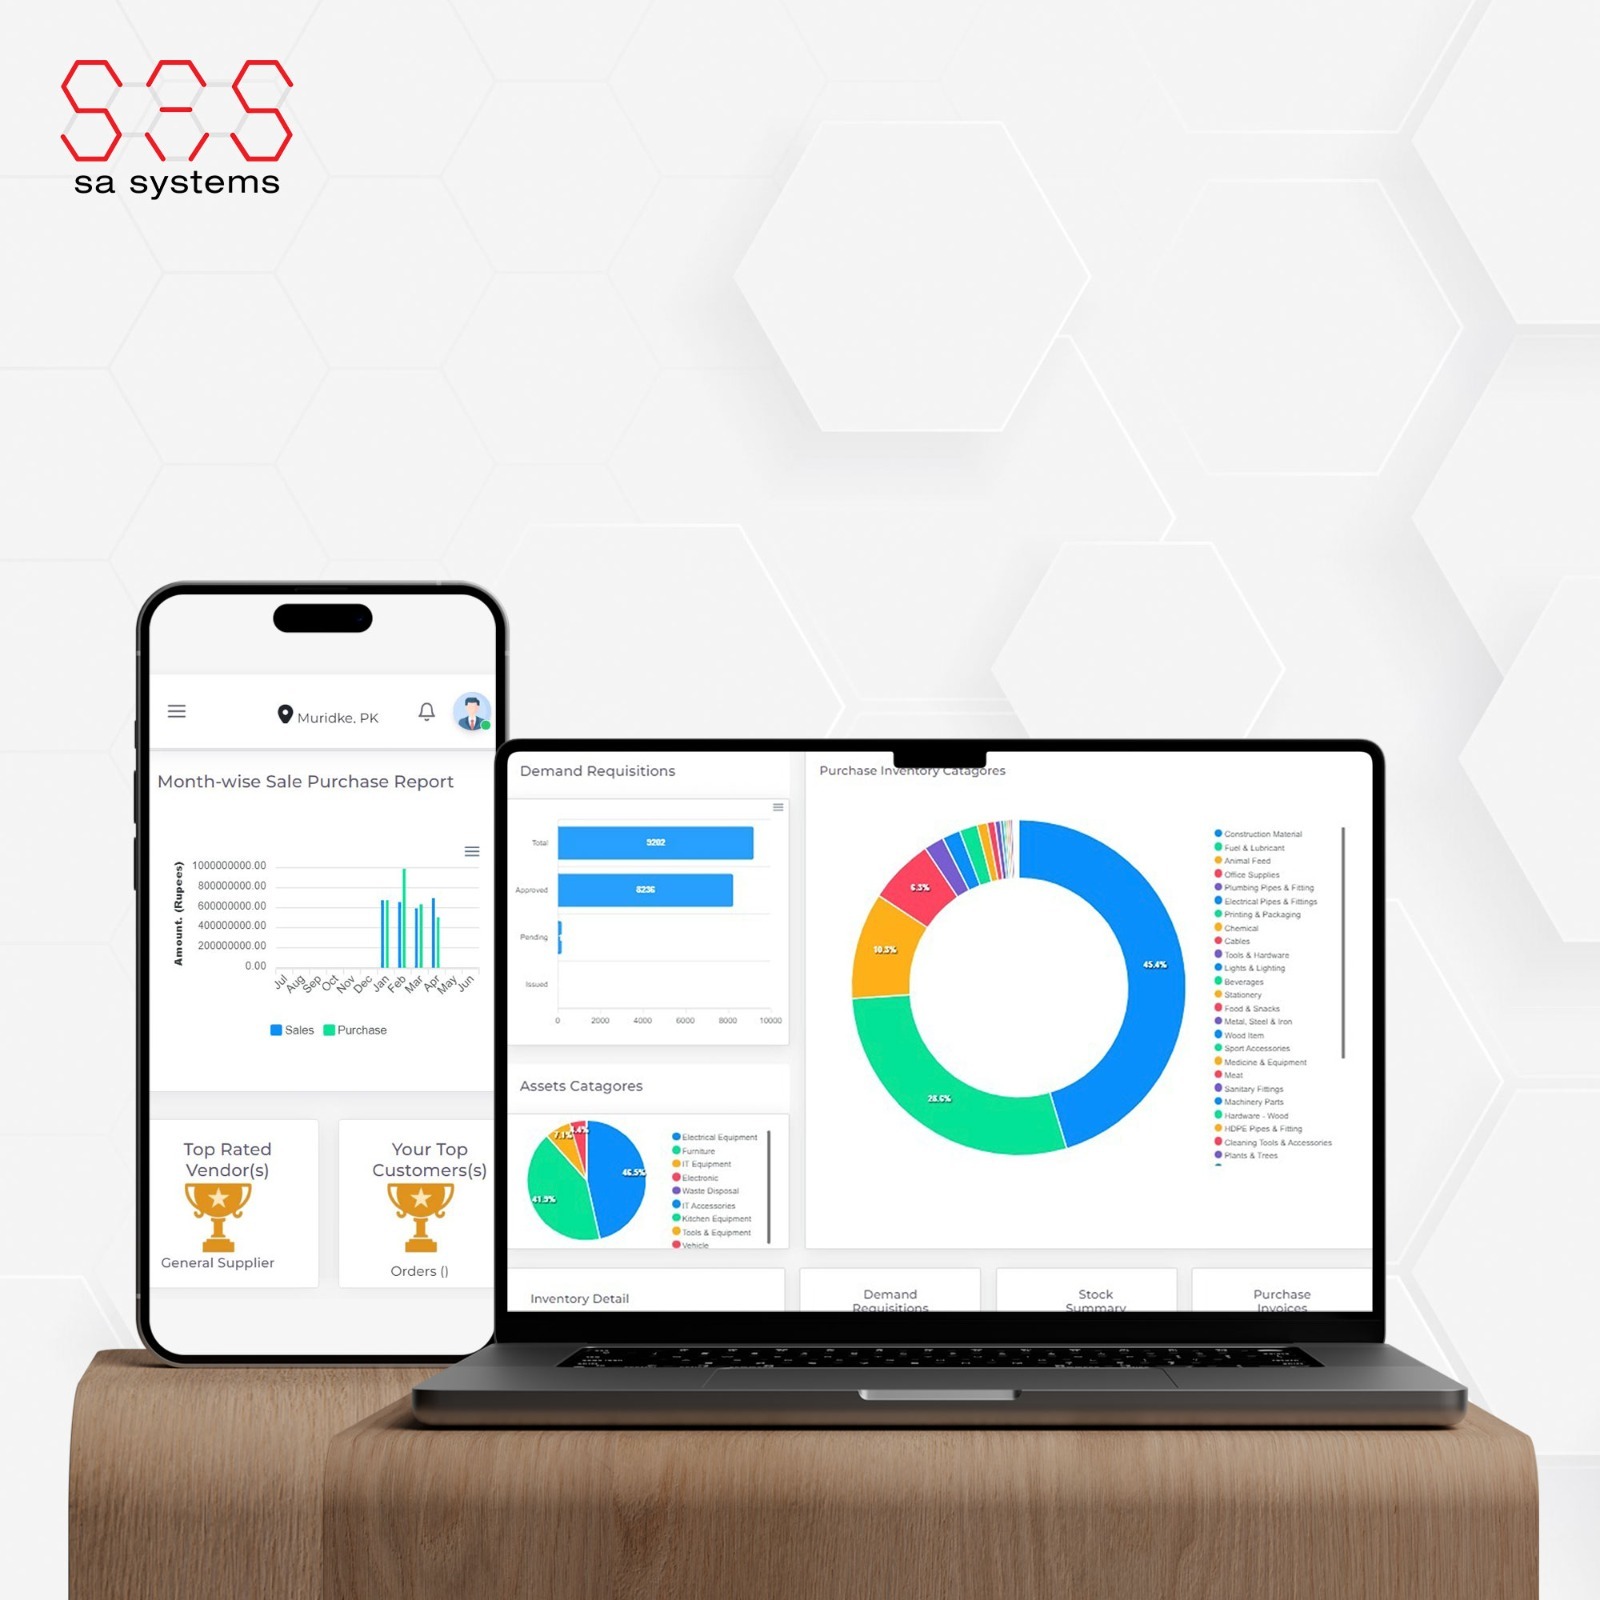 sa systems
Muridke, PK
Month-wise Sale Purchase Report
Amount. (Rupees)
1000000000.00
800000000.00
600000000.00
400000000.00
200000000.00
0.00
Jul Aug Sep Oct Nov Dec Jan Feb Mar Apr May Jun
Sales Purchase
Top Rated
Vendor(s)
General Supplier
Your Top
Customers(s)
Orders ()
Demand Requisitions
Total
9202
Approved
8236
Pending
Issued
0 2000 4000 6000 8000 10000
Assets Catagores
46.5%
41.9%
7.1%
4.4%
Electrical Equipment
Furniture
IT Equipment
Electronic
Waste Disposal
IT Accessories
Kitchen Equipment
Tools & Equipment
Vehicle
Purchase Inventory Catagores
45.4%
28.6%
10.3%
6.3%
Construction Material
Fuel & Lubricant
Animal Feed
Office Supplies
Plumbing Pipes & Fitting
Electrical Pipes & Fittings
Printing & Packaging
Chemical
Cables
Tools & Hardware
Lights & Lighting
Beverages
Stationery
Food & Snacks
Metal, Steel & Iron
Wood Item
Sport Accessories
Medicine & Equipment
Meat
Sanitary Fittings
Machinery Parts
Hardware - Wood
HDPE Pipes & Fitting
Cleaning Tools & Accessories
Plants & Trees
Inventory Detail
Demand
Requisitions
Stock
Summary
Purchase
Invoices